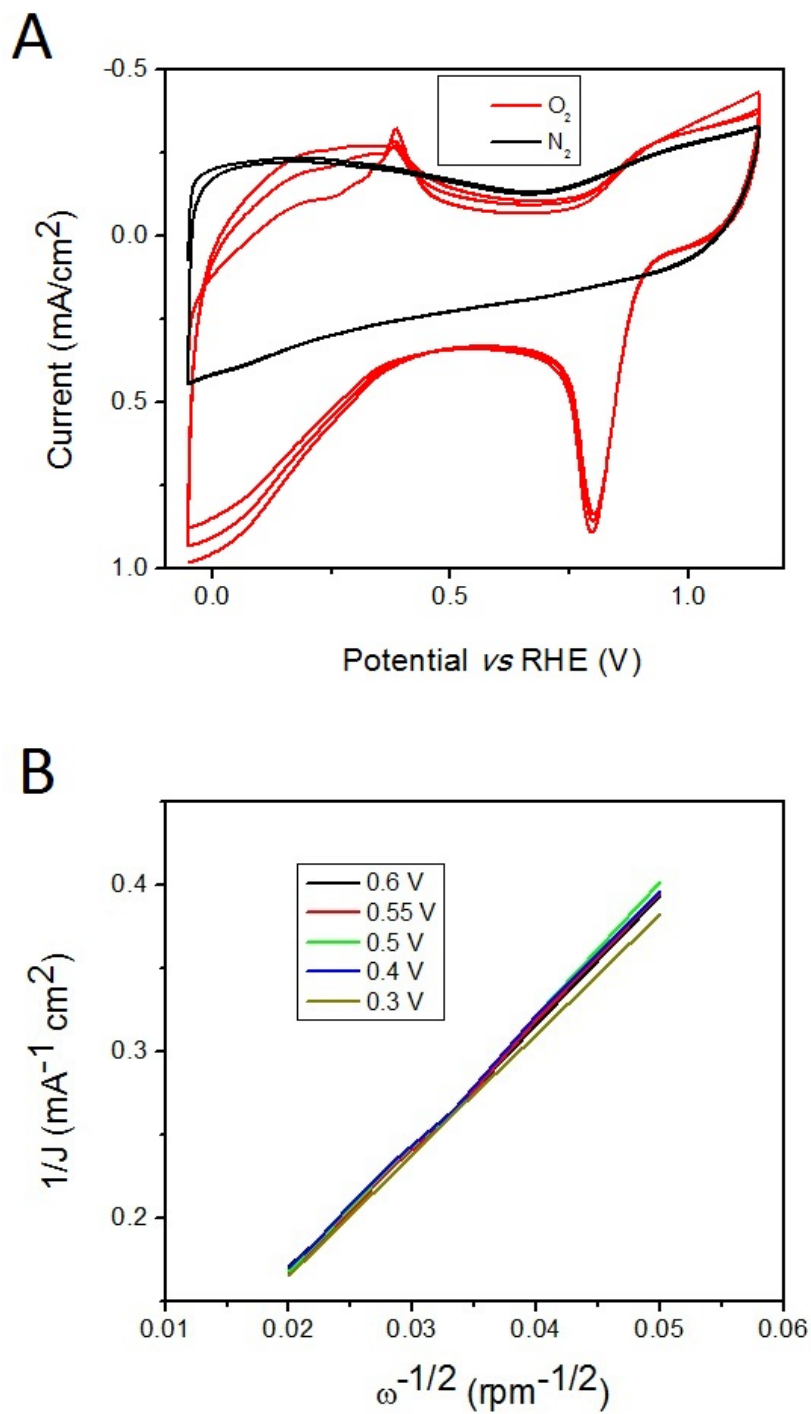 A
-0.5
0.0
0.5
1.0
Current (mA/cm²)
O₂
N₂
0.0
0.5
1.0
Potential vs RHE (V)
B
0.4
0.3
0.2
1/J (mA⁻¹ cm²)
0.6 V
0.55 V
0.5 V
0.4 V
0.3 V
0.01
0.02
0.03
0.04
0.05
0.06
ω⁻¹/² (rpm⁻¹/²)